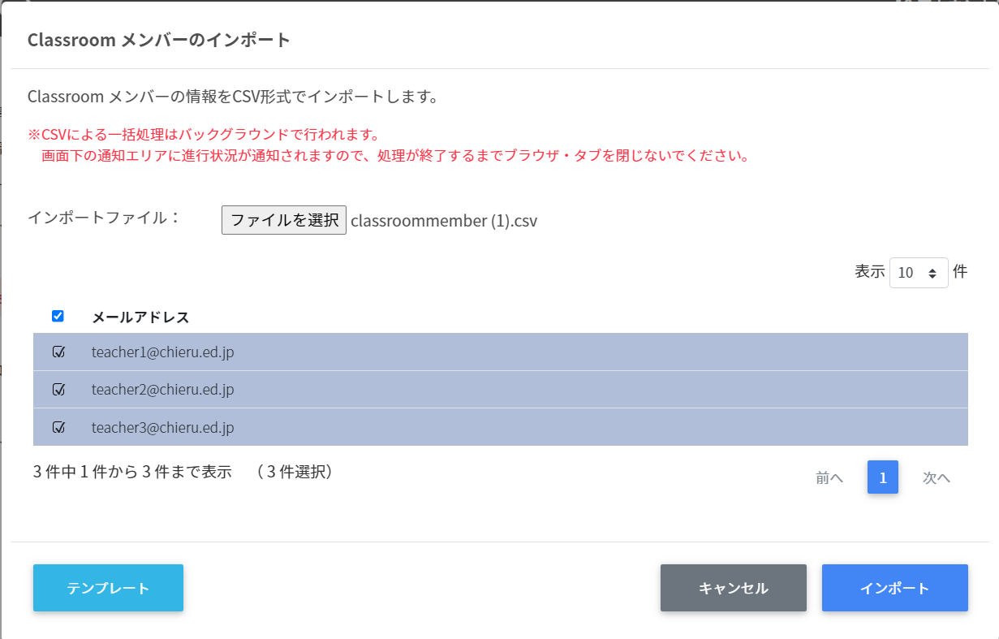 Classroom メンバーのインポート
Classroom メンバーの情報をCSV形式でインポートします。
※CSVによる一括処理はバックグラウンドで行われます。
画面下の通知エリアに進行状況が通知されますので、処理が終了するまでブラウザ・タブを閉じないでください。
インポートファイル： ファイルを選択 classroommember (1).csv
表示 10 件
メールアドレス
teacher1@chieru.ed.jp
teacher2@chieru.ed.jp
teacher3@chieru.ed.jp
3 件中 1 件から 3 件まで表示 （ 3 件選択）
前へ 1 次へ
テンプレート キャンセル インポート